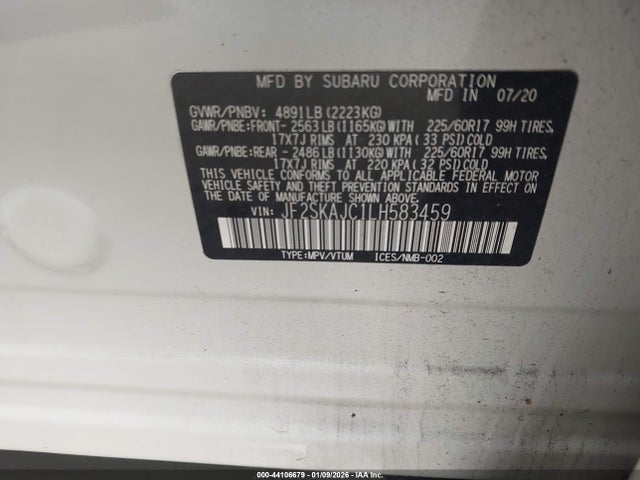 MFD BY SUBARU CORPORATION
MFD IN 07/20
GVWR/PNBV: 4891LB(2223KG)
GAWR/PNBE:FRONT- 2563LB(1165KG)WITH 225/60R17 99H TIRES,
17X7J RIMS AT 230 KPA(33 PSI)COLD
GAWR/PNBE:REAR - 2486LB(1130KG)WITH 225/60R17 99H TIRES,
17X7J RIMS AT 220 KPA(32 PSI)COLD
THIS VEHICLE CONFORMS TO ALL APPLICABLE FEDERAL MOTOR
VEHICLE SAFETY AND THEFT PREVENTION STANDARDS IN EFFECT
ON THE DATE OF MANUFACTURE SHOWN ABOVE.
VIN: JF2SKAJC1LH583459
TYPE:MPV/VTUM ICES/NMB-002
000-44106679 - 01/09/2026 - IAA Inc.